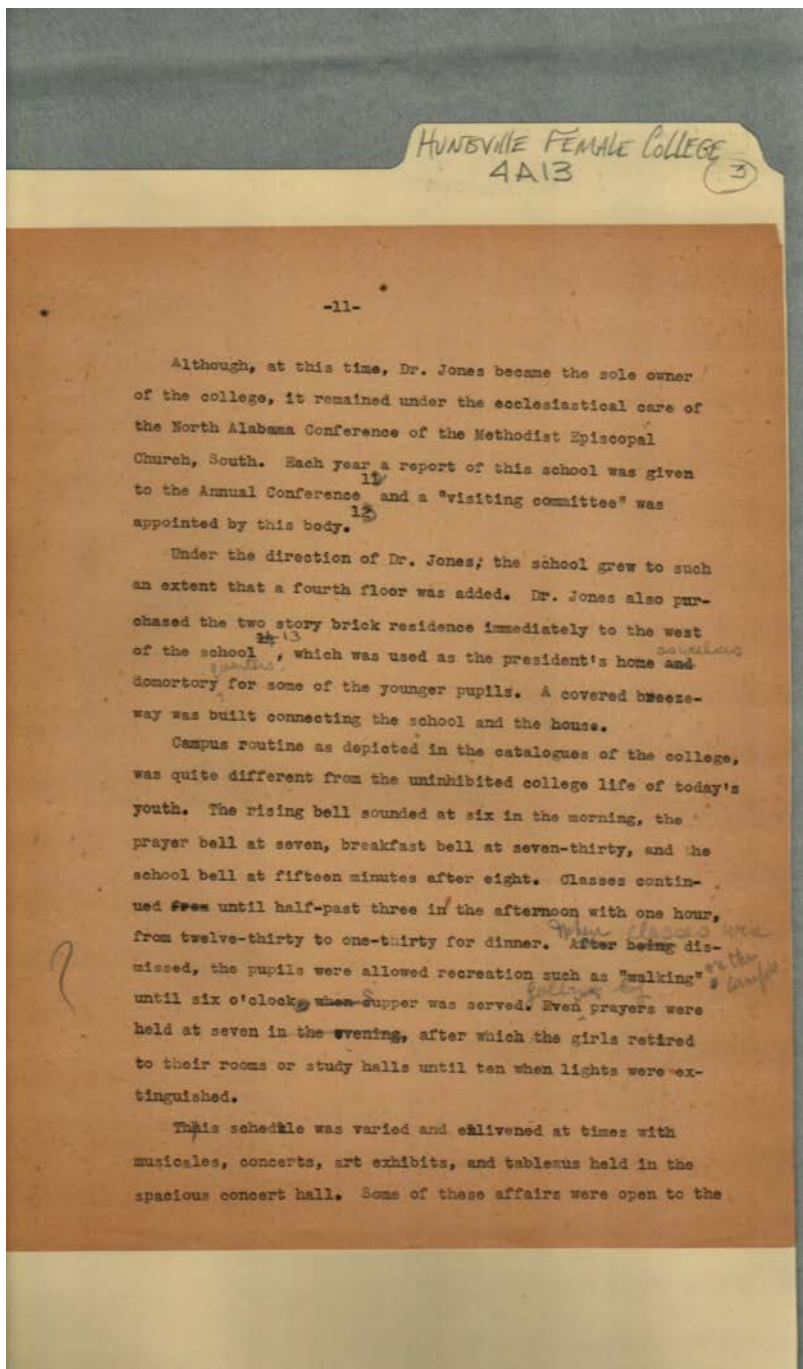 HUNSVILLE FEMALE COLLEGE
4A13
3
-11-
Although, at this time, Dr. Jones became the sole owner
of the college, it remained under the ecclesiastical care of
the North Alabama Conference of the Methodist Episcopal
Church, South. Each year a report of this school was given
to the Annual Conference and a "visiting committee" was
appointed by this body.
Under the direction of Dr. Jones, the school grew to such
an extent that a fourth floor was added. Dr. Jones also pur-
chased the two story brick residence immediately to the west
13
of the school, which was used as the president's home and
quarters
domortory for some of the younger pupils. A covered breeze-
way was built connecting the school and the house.
Campus routine as depicted in the catalogues of the college,
was quite different from the uninhibited college life of today's
youth. The rising bell sounded at six in the morning, the
prayer bell at seven, breakfast bell at seven-thirty, and the
school bell at fifteen minutes after eight. Classes contin-
ued from until half-past three in the afternoon with one hour,
when classes were
from twelve-thirty to one-thirty for dinner. After being dis-
missed, the pupils were allowed recreation such as "walking"
on the campus
followed by
until six o'clock, when Supper was served. Even prayers were
held at seven in the evening, after which the girls retired
to their rooms or study halls until ten when lights were ex-
tinguished.
This schedule was varied and enlivened at times with
musicales, concerts, art exhibits, and tableaus held in the
spacious concert hall. Some of these affairs were open to the
?